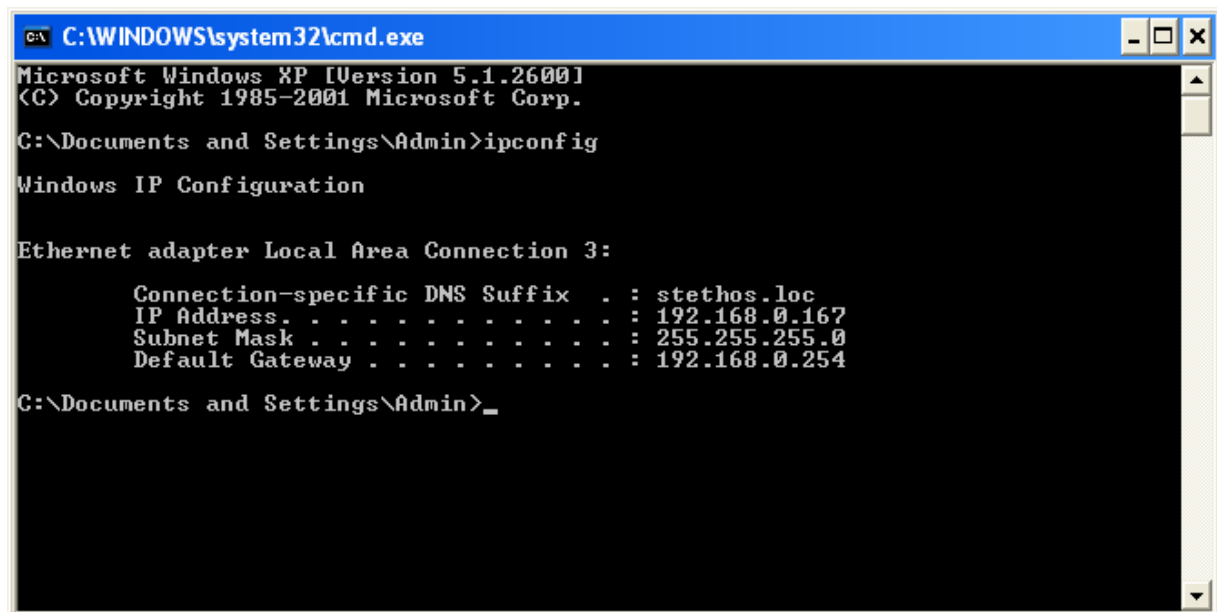 C:\WINDOWS\system32\cmd.exe
Microsoft Windows XP [Version 5.1.2600]
(C) Copyright 1985-2001 Microsoft Corp.
C:\Documents and Settings\Admin>ipconfig
Windows IP Configuration
Ethernet adapter Local Area Connection 3:
Connection-specific DNS Suffix . : stethos.loc
IP Address. . . . . . . . . . . . : 192.168.0.167
Subnet Mask . . . . . . . . . . . : 255.255.255.0
Default Gateway . . . . . . . . . : 192.168.0.254
C:\Documents and Settings\Admin>_